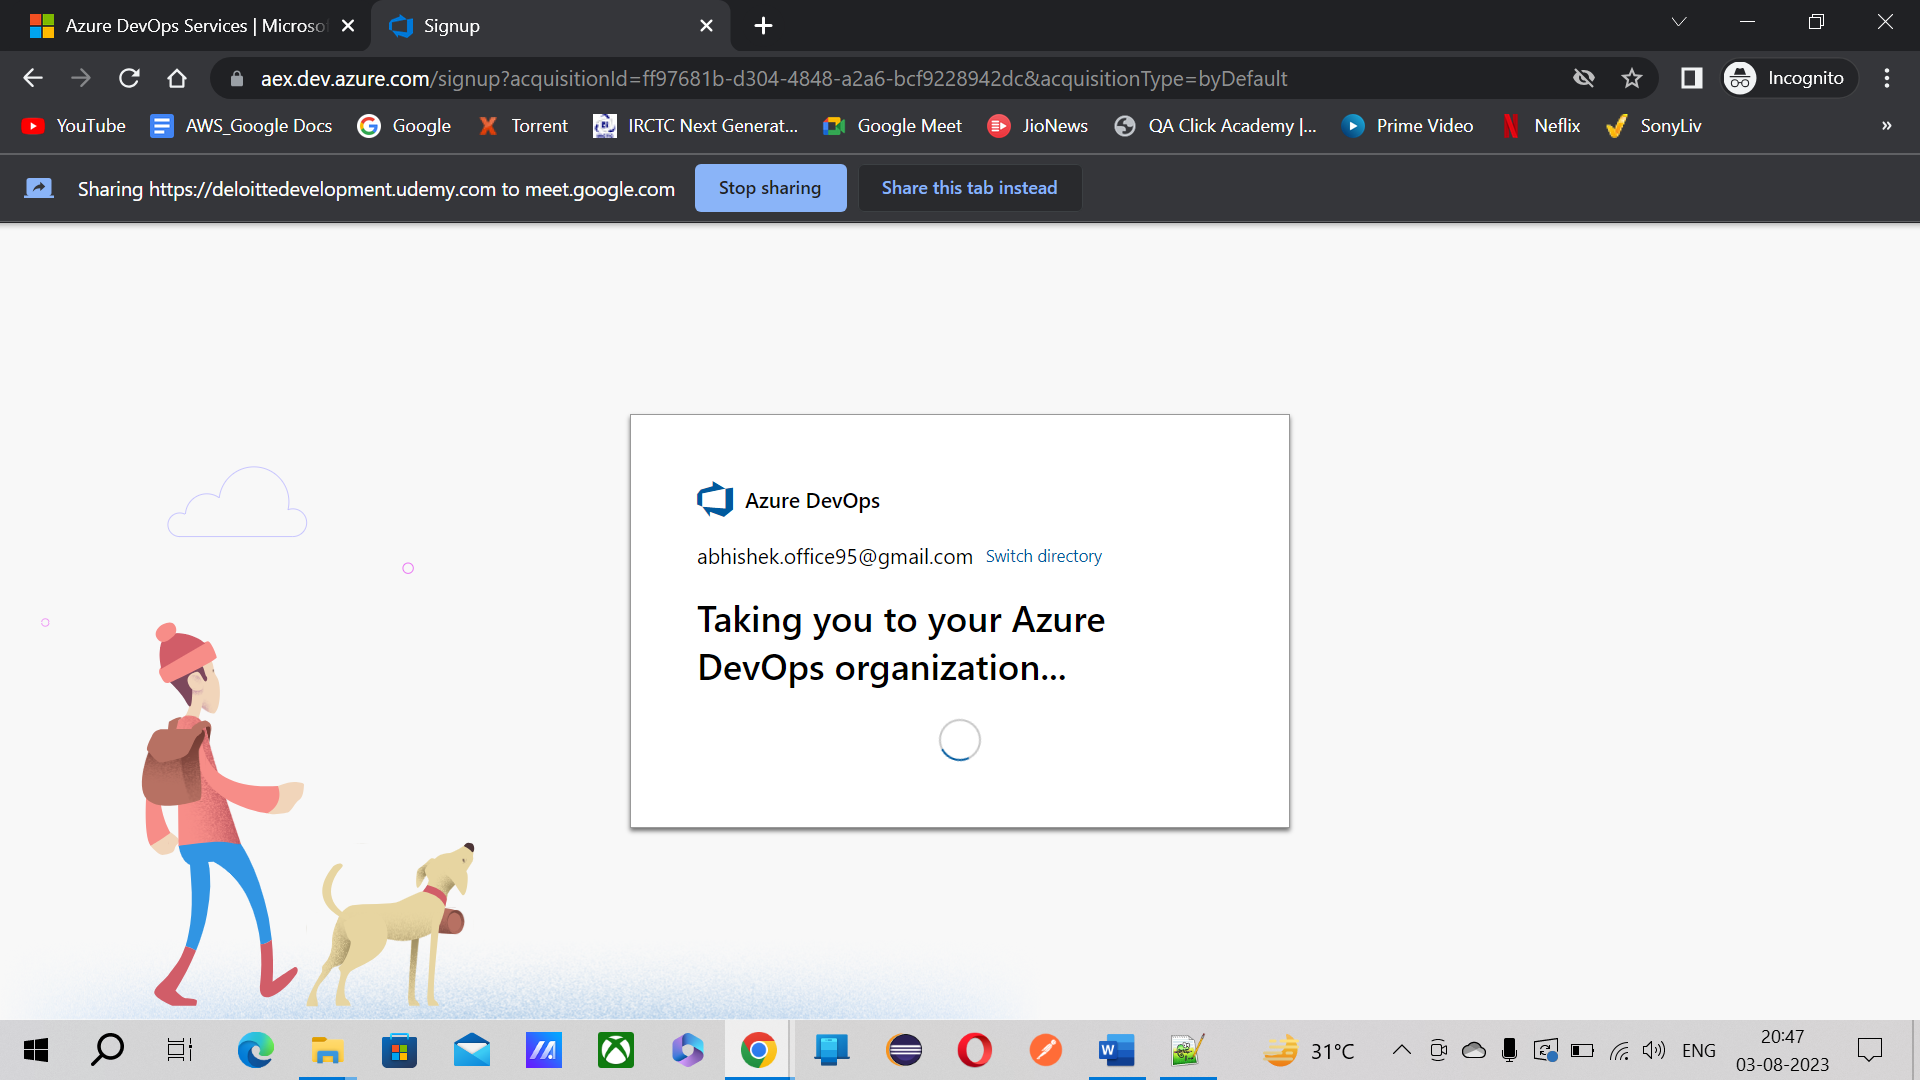 Azure DevOps Services | Microso
Signup
aex.dev.azure.com/signup?acquisitionId=ff97681b-d304-4848-a2a6-bcf9228942dc&acquisitionType=byDefault
Incognito
YouTube
AWS_Google Docs
Google
Torrent
IRCTC Next Generat...
Google Meet
JioNews
QA Click Academy |...
Prime Video
Neflix
SonyLiv
»
Sharing https://deloittedevelopment.udemy.com to meet.google.com
Stop sharing
Share this tab instead
Azure DevOps
abhishek.office95@gmail.com Switch directory
Taking you to your Azure
DevOps organization...
31°C
ENG
20:47
03-08-2023